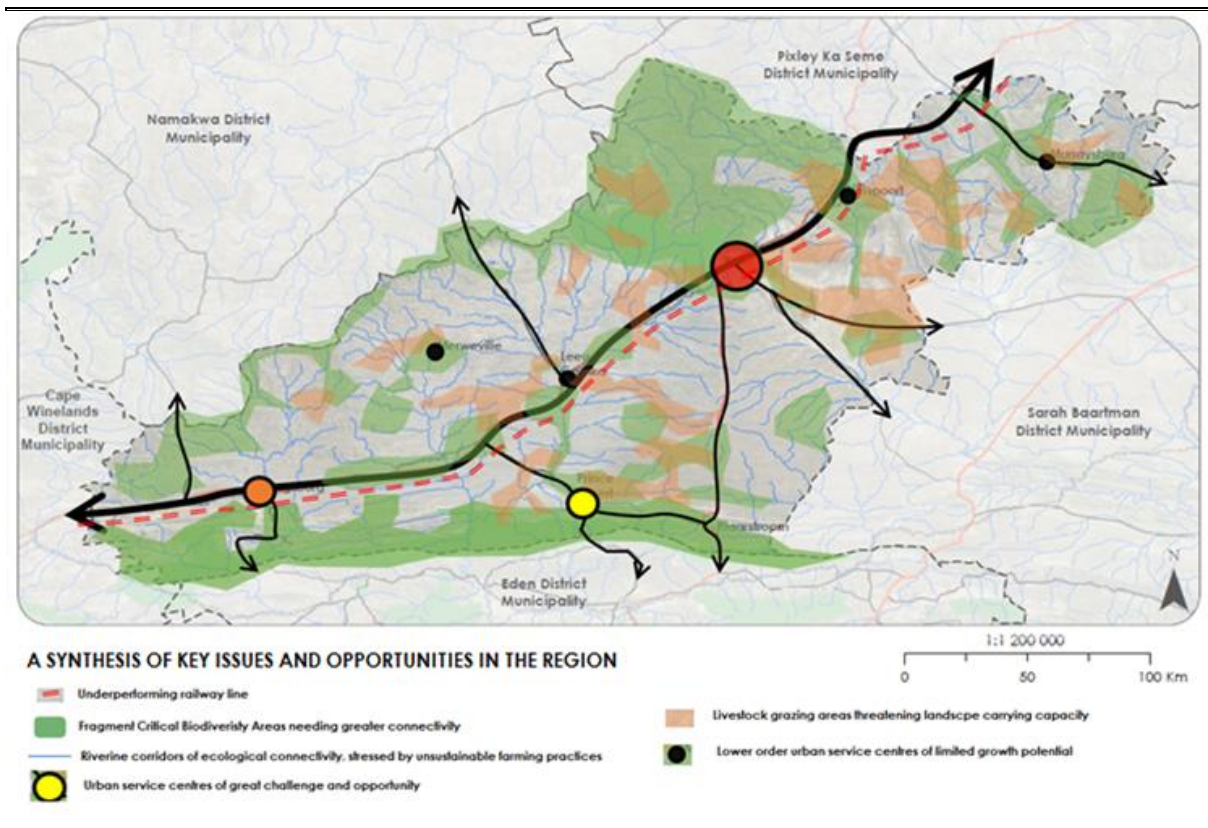 Pixley Ka Seme
District Municipality
Namakwa District
Municipality
Cape
Winelands
District
Municipality
Sarah Baartman
District Municipality
Eden District
Municipality
N
1:1 200 000
0 50 100 Km
A SYNTHESIS OF KEY ISSUES AND OPPORTUNITIES IN THE REGION
Underperforming railway line
Fragment Critical Biodiveristy Areas needing greater connectivity
Riverine corridors of ecological connectivity, stressed by unsustainable farming practices
Urban service centres of great challenge and opportunity
Livestock grazing areas threatening landscpe carrying capacity
Lower order urban service centres of limited growth potential